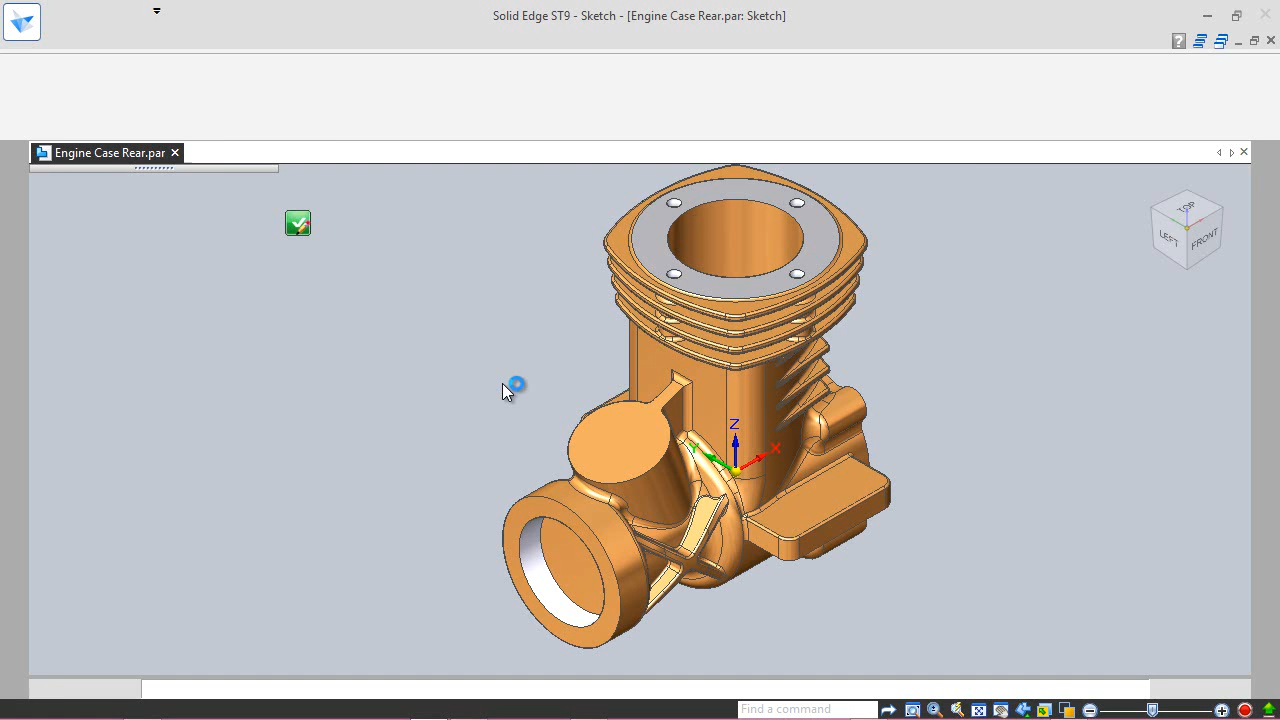 Solid Edge ST9 - Sketch - [Engine Case Rear.par: Sketch]
Engine Case Rear.par
TOP
LEFT
FRONT
Z
Y
X
Find a command